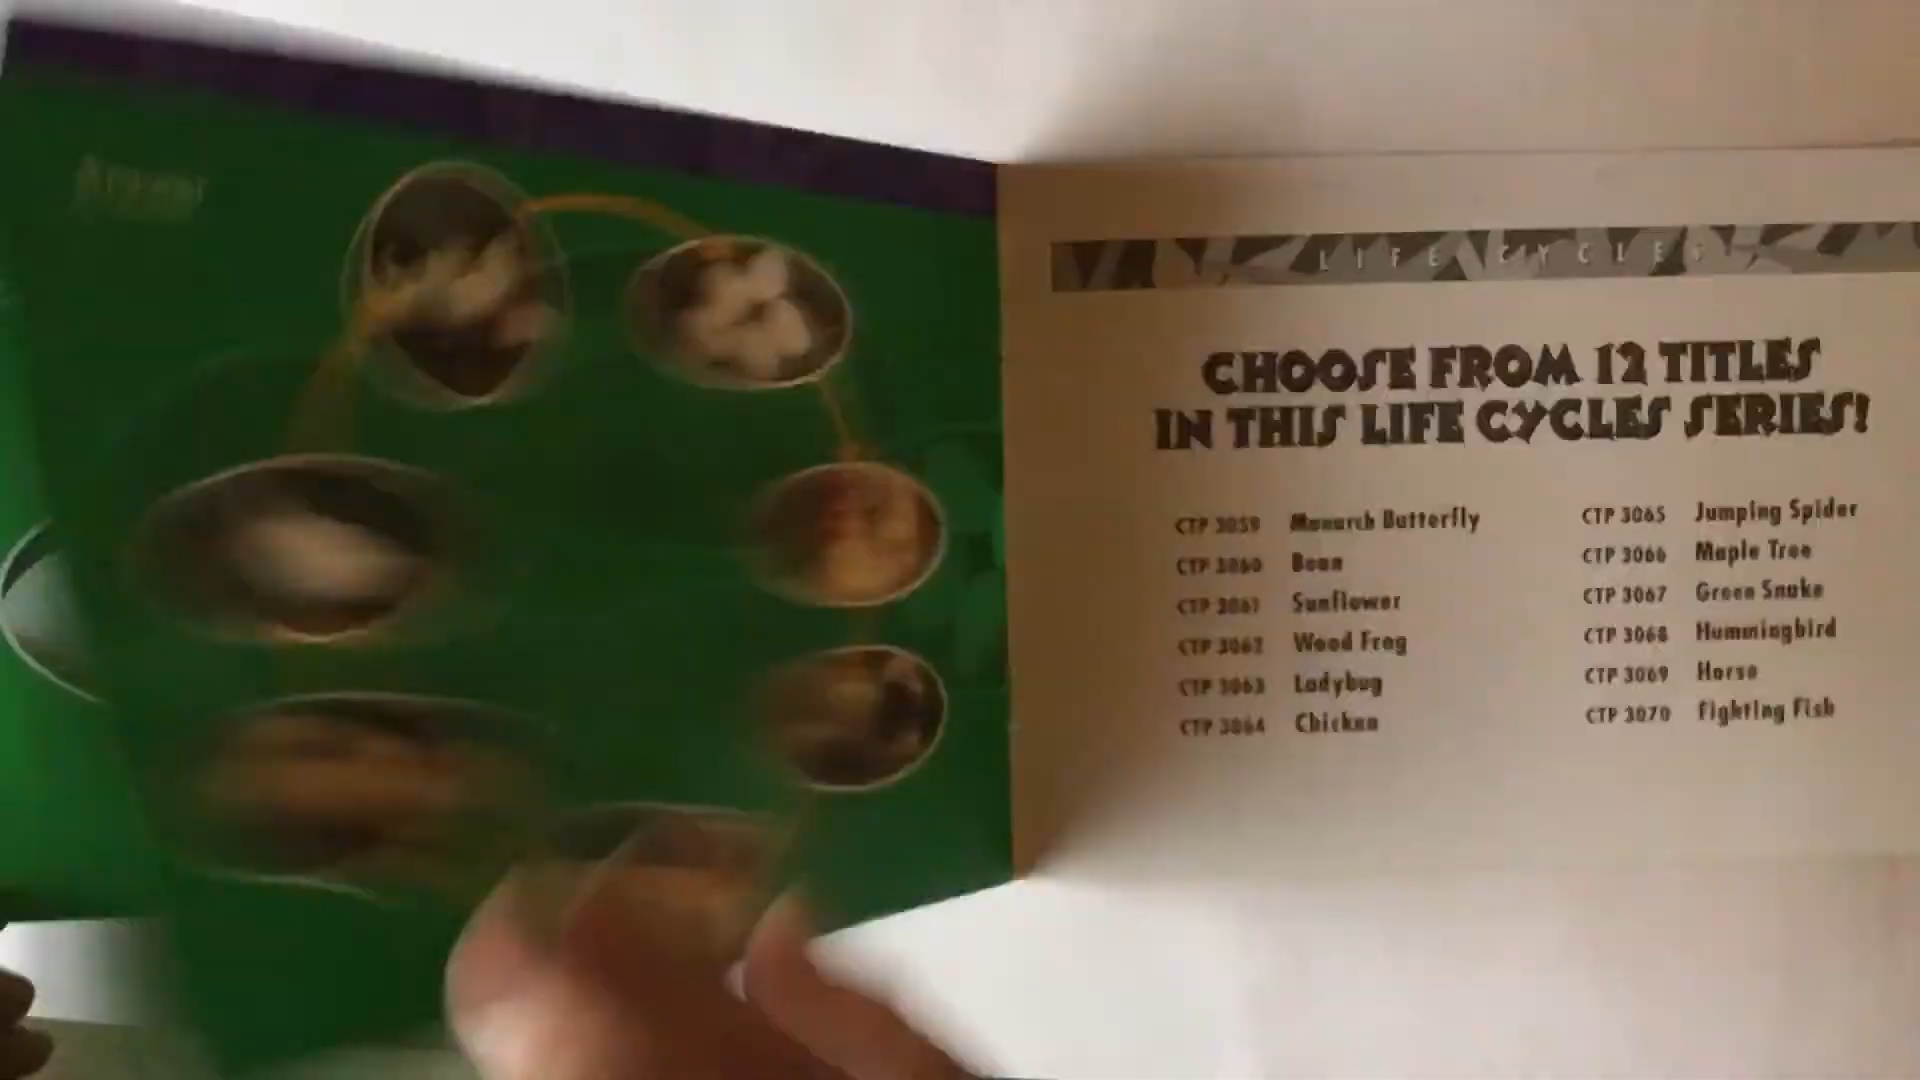 LIFE CYCLES
CHOOSE FROM 12 TITLES
IN THIS LIFE CYCLES SERIES!
CTP 3059 Monarch Butterfly
CTP 3060 Bean
CTP 3061 Sunflower
CTP 3062 Wood Frog
CTP 3063 Ladybug
CTP 3064 Chicken
CTP 3065 Jumping Spider
CTP 3066 Maple Tree
CTP 3067 Green Snake
CTP 3068 Hummingbird
CTP 3069 Horse
CTP 3070 Fighting Fish